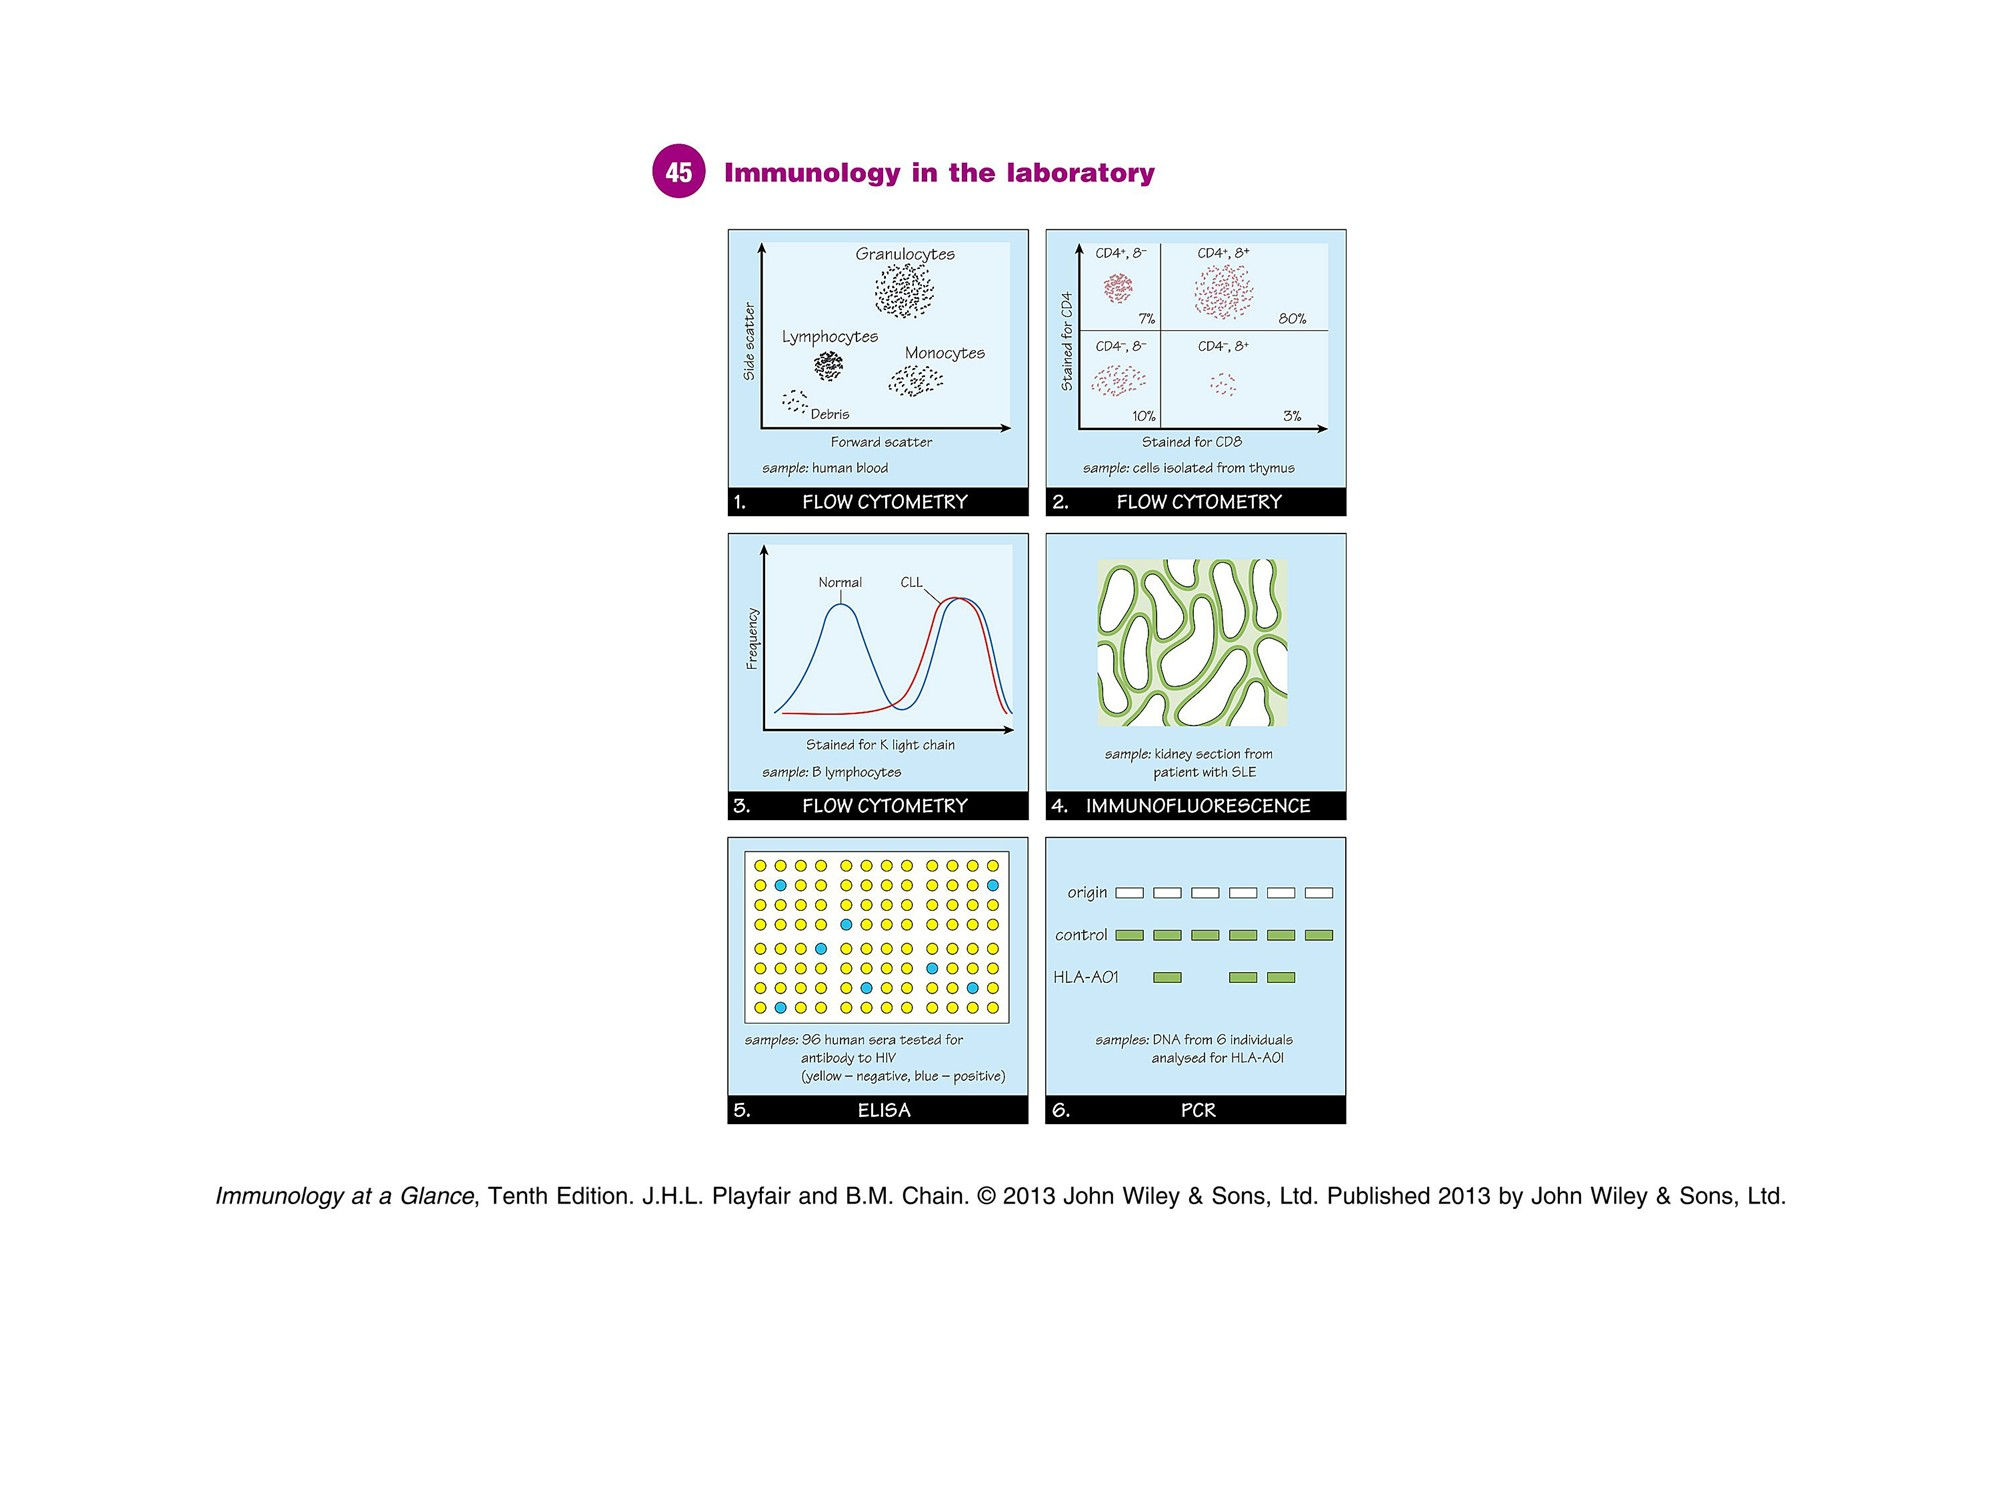 45 Immunology in the laboratory
Granulocytes
Lymphocytes
Monocytes
Debris
Side scatter
Forward scatter
sample: human blood
1. FLOW CYTOMETRY
CD4⁺, 8⁻
CD4⁺, 8⁺
7%
80%
CD4⁻, 8⁻
CD4⁻, 8⁺
10%
3%
Stained for CD4
Stained for CD8
sample: cells isolated from thymus
2. FLOW CYTOMETRY
Normal
CLL
Frequency
Stained for K light chain
sample: B lymphocytes
3. FLOW CYTOMETRY
sample: kidney section from
patient with SLE
4. IMMUNOFLUORESCENCE
samples: 96 human sera tested for
antibody to HIV
(yellow – negative, blue – positive)
5. ELISA
origin
control
HLA-A01
samples: DNA from 6 individuals
analysed for HLA-A01
6. PCR
Immunology at a Glance, Tenth Edition. J.H.L. Playfair and B.M. Chain. © 2013 John Wiley & Sons, Ltd. Published 2013 by John Wiley & Sons, Ltd.